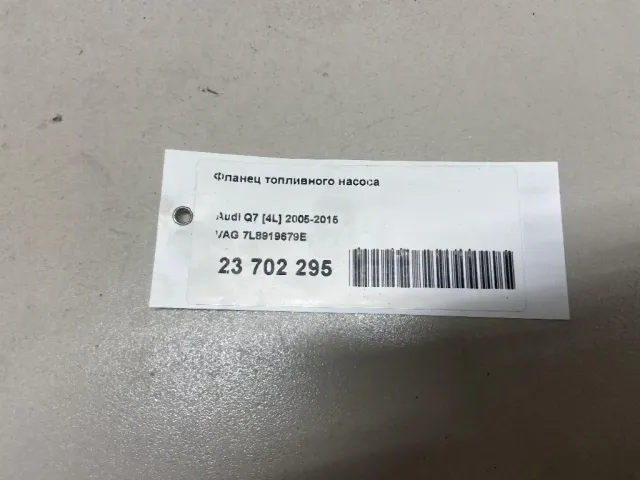 Фланец топливного насоса
Audi Q7 [4L] 2005-2015
VAG 7L8919679E
23 702 295